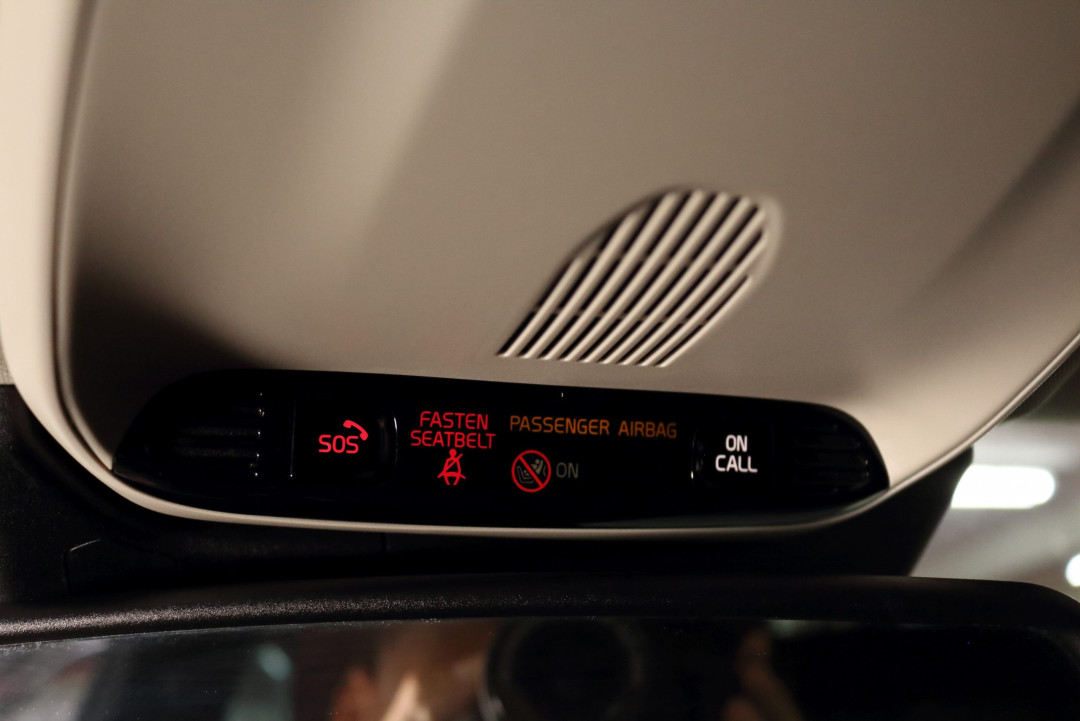 SOS
FASTEN
SEATBELT
PASSENGER AIRBAG
ON
ON
CALL